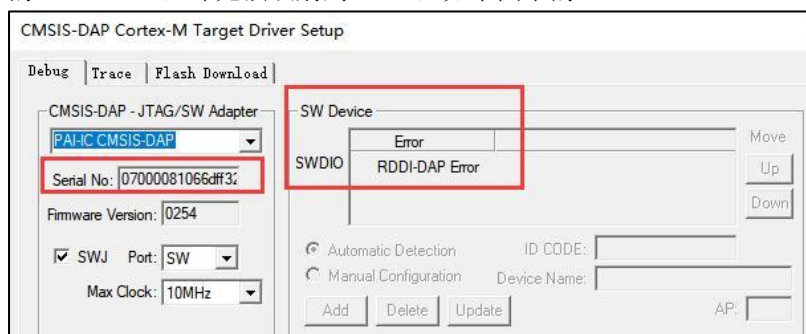 CMSIS-DAP Cortex-M Target Driver Setup
Debug Trace Flash Download
CMSIS-DAP - JTAG/SW Adapter
PAI-IC CMSIS-DAP
Serial No: 07000081066dff32
Firmware Version: 0254
SWJ Port: SW
Max Clock: 10MHz
SW Device
Error
SWDIO RDDI-DAP Error
Move
Up
Down
Automatic Detection ID CODE:
Manual Configuration Device Name:
Add Delete Update AP: